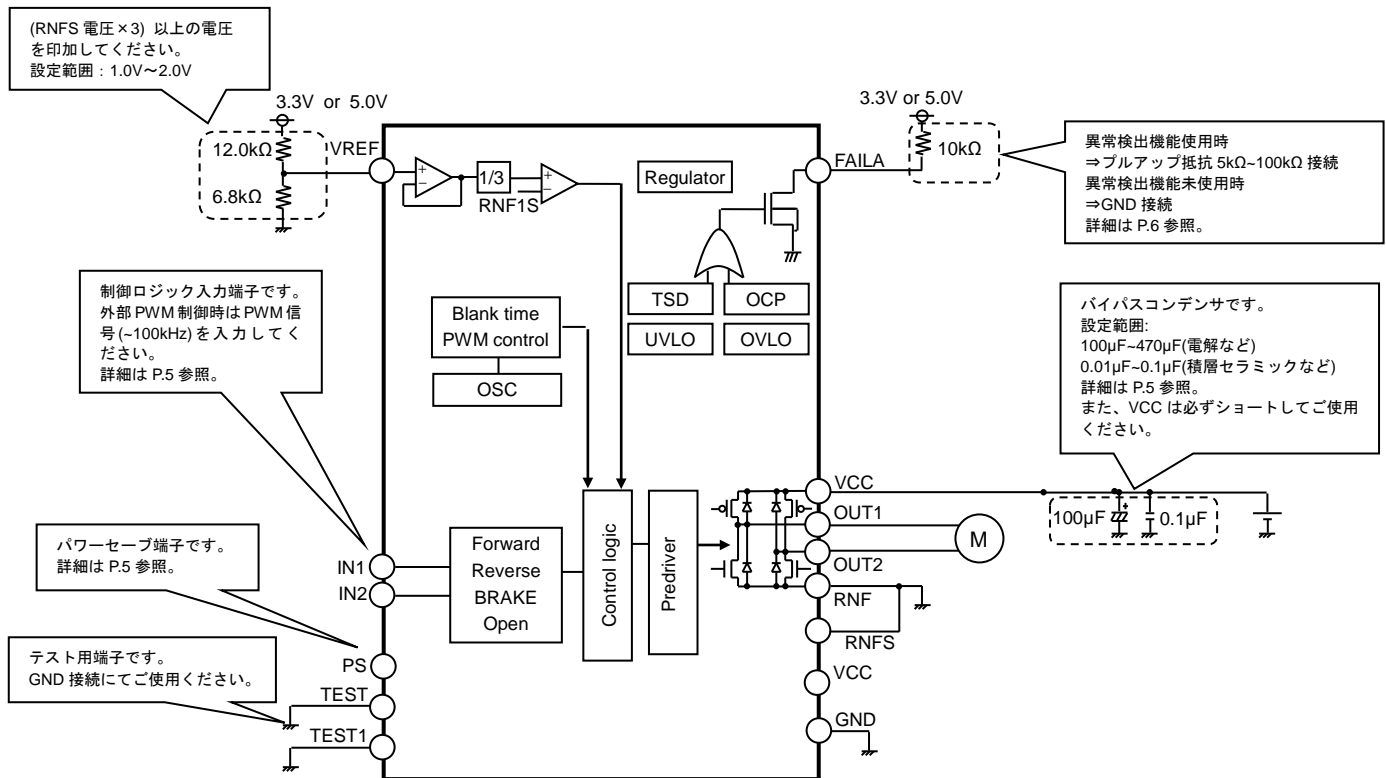 (RNFS 電圧×3) 以上の電圧
を印加してください。
設定範囲：1.0V～2.0V
3.3V or 5.0V
12.0kΩ
VREF
6.8kΩ
1/3
RNF1S
Regulator
3.3V or 5.0V
FAILA
10kΩ
異常検出機能使用時
⇒プルアップ抵抗 5kΩ~100kΩ 接続
異常検出機能未使用時
⇒GND 接続
詳細は P.6 参照。
制御ロジック入力端子です。
外部 PWM 制御時は PWM 信
号(~100kHz)を入力してく
ださい。
詳細は P.5 参照。
Blank time
PWM control
OSC
TSD
OCP
UVLO
OVLO
バイパスコンデンサです。
設定範囲:
100μF~470μF(電解など)
0.01μF~0.1μF(積層セラミックなど)
詳細は P.5 参照。
また、VCC は必ずショートしてご使用
ください。
パワーセーブ端子です。
詳細は P.5 参照。
テスト用端子です。
GND 接続にてご使用ください。
IN1
IN2
PS
TEST
TEST1
Forward
Reverse
BRAKE
Open
Control logic
Predriver
VCC
OUT1
OUT2
RNF
RNFS
VCC
GND
M
100μF
+
0.1μF